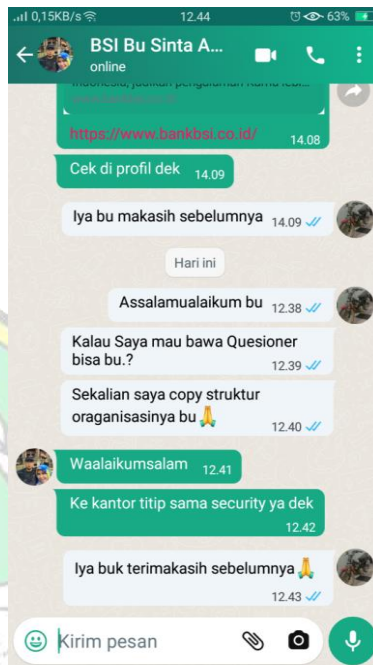 0,15KB/s
12.44
63%
BSI Bu Sinta A...
online
https://www.bankbsi.co.id/
14.08
Cek di profil dek 14.09
Iya bu makasih sebelumnya 14.09
Hari ini
Assalamualaikum bu 12.38
Kalau Saya mau bawa Quesioner
bisa bu.?
12.39
Sekalian saya copy struktur
oraganisasinya bu🙏
12.40
Waalaikumsalam 12.41
Ke kantor titip sama security ya dek
12.42
Iya buk terimakasih sebelumnya🙏
12.43
Kirim pesan